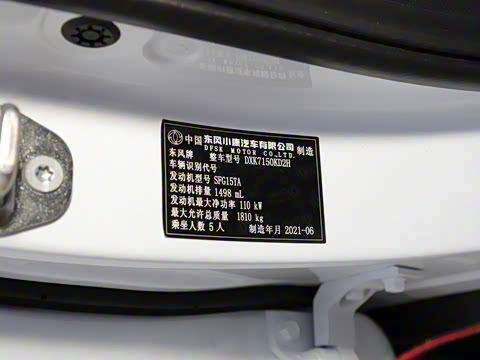 中国 东风小康汽车有限公司 制造
DFSK MOTOR CO.,LTD.
东风牌 整车型号 DXK7150KD2H
车辆识别代号
发动机型号 SFG15TA
发动机排量 1498 mL
发动机最大净功率 110 kW
最大允许总质量 1810 kg
乘坐人数 5 人 制造年月 2021-06